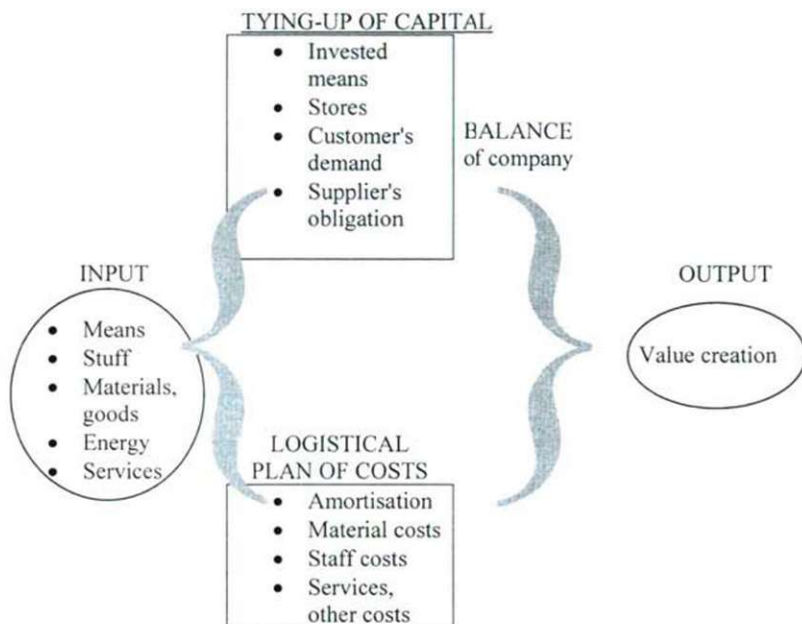 TYING-UP OF CAPITAL
• Invested
means
• Stores
• Customer's
demand
• Supplier's
obligation
BALANCE
of company
INPUT
• Means
• Stuff
• Materials,
goods
• Energy
• Services
OUTPUT
Value creation
LOGISTICAL
PLAN OF COSTS
• Amortisation
• Material costs
• Staff costs
• Services,
other costs